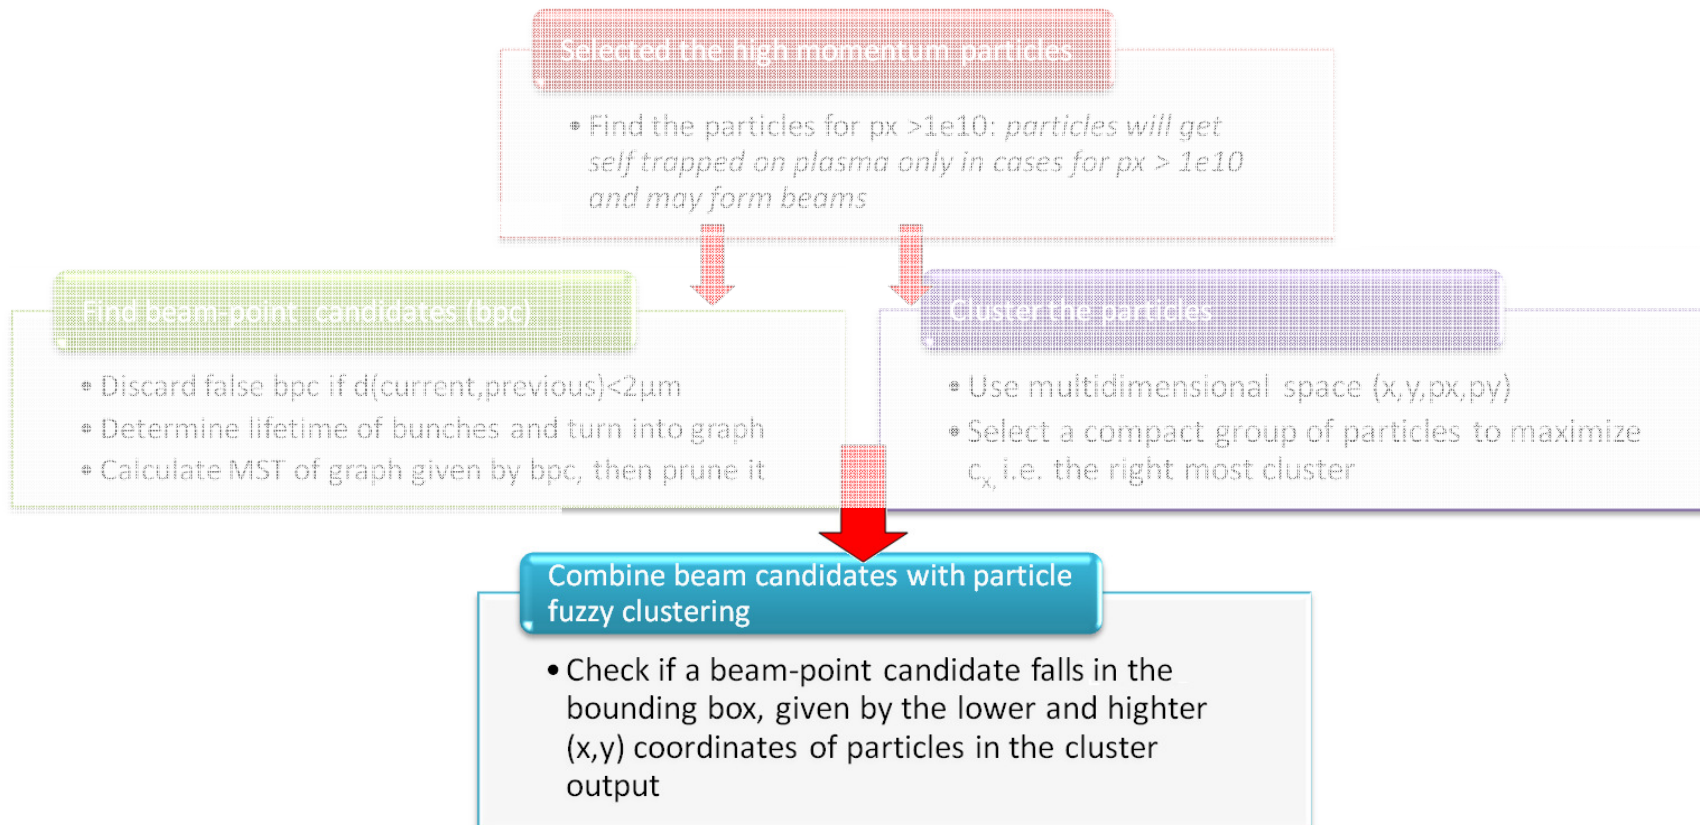 Selected the high momentum particles
• Find the particles for px >1e10: particles will get
self trapped on plasma only in cases for px > 1e10
and may form beams
Find beam-point candidates (bpc)
• Discard false bpc if d(current,previous)<2µm
• Determine lifetime of bunches and turn into graph
• Calculate MST of graph given by bpc, then prune it
Cluster the particles
• Use multidimensional space (x,y,px,py)
• Select a compact group of particles to maximize
cx, i.e. the right most cluster
Combine beam candidates with particle
fuzzy clustering
• Check if a beam-point candidate falls in the
bounding box, given by the lower and highter
(x,y) coordinates of particles in the cluster
output